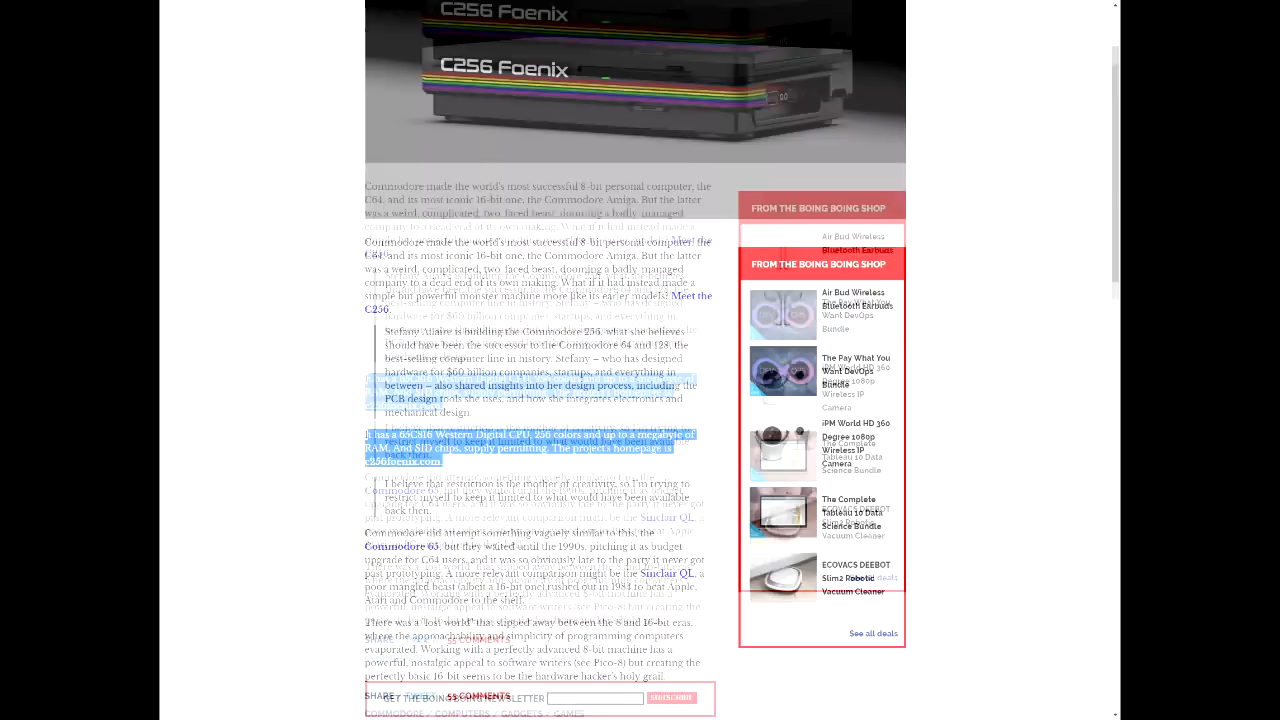 C256 Foenix
C256 Foenix
Commodore made the world's most successful 8-bit personal computer, the
C64, and its most iconic 16-bit one, the Commodore Amiga. But the latter
was a weird, complicated, two-faced beast, dooming a badly-managed
company to a dead end of its own making. What if it had instead made a
simple but powerful monster machine more like its earlier models? Meet the
C256.
Stefany Allaire is building the Commodore 256, what she believes
should have been the successor to the Commodore 64 and 128, the
best-selling computer line in history. Stefany – who has designed
hardware for $60 billion companies, startups, and everything in
between – also shared insights into her design process, including the
PCB design tools she uses, and how she integrates electronics and
mechanical design.
It has a 65C816 Western Digital CPU, 256 colors and up to a megabyte of
RAM. And SID chips, supply permitting. The project's homepage is
c256foenix.com
I believe that restriction is the mother of creativity, so I'm trying to
restrict myself to keep it limited to what would have been available
back then.
Commodore did attempt something vaguely similar to this, the
Commodore 65, but they waited until the 1990s, pitching it as budget
upgrade for C64 users, and it was so obviously late to the party it never got
past prototyping. A more relevant comparison might be the Sinclair QL, a
poor-mangled beast (albeit a 16-bit one) rushed out in 1984 to beat Apple,
Atari and Commodore to the shelf.
There was a "lost world" that slipped away between the 8 and 16-bit eras,
where the approachability and simplicity of programming computers
evaporated. Working with a perfectly advanced 8-bit machine has a
powerful, nostalgic appeal to software writers (see Pico-8) but creating the
perfectly basic 16-bit seems to be the hardware hacker's holy grail.
SHARE
55 COMMENTS
GET THE BOING BOING NEWSLETTER
SUBSCRIBE
COMMODORE / COMPUTERS / GADGETS / GAMES
FROM THE BOING BOING SHOP
FROM THE BOING BOING SHOP
Air Bud Wireless
Bluetooth Earbuds
The Pay What You
Want DevOps
Bundle
iPM World HD 360
Degree 1080p
Wireless IP
Camera
The Complete
Tableau 10 Data
Science Bundle
ECOVACS DEEBOT
Slim2 Robotic
Vacuum Cleaner
See all deals